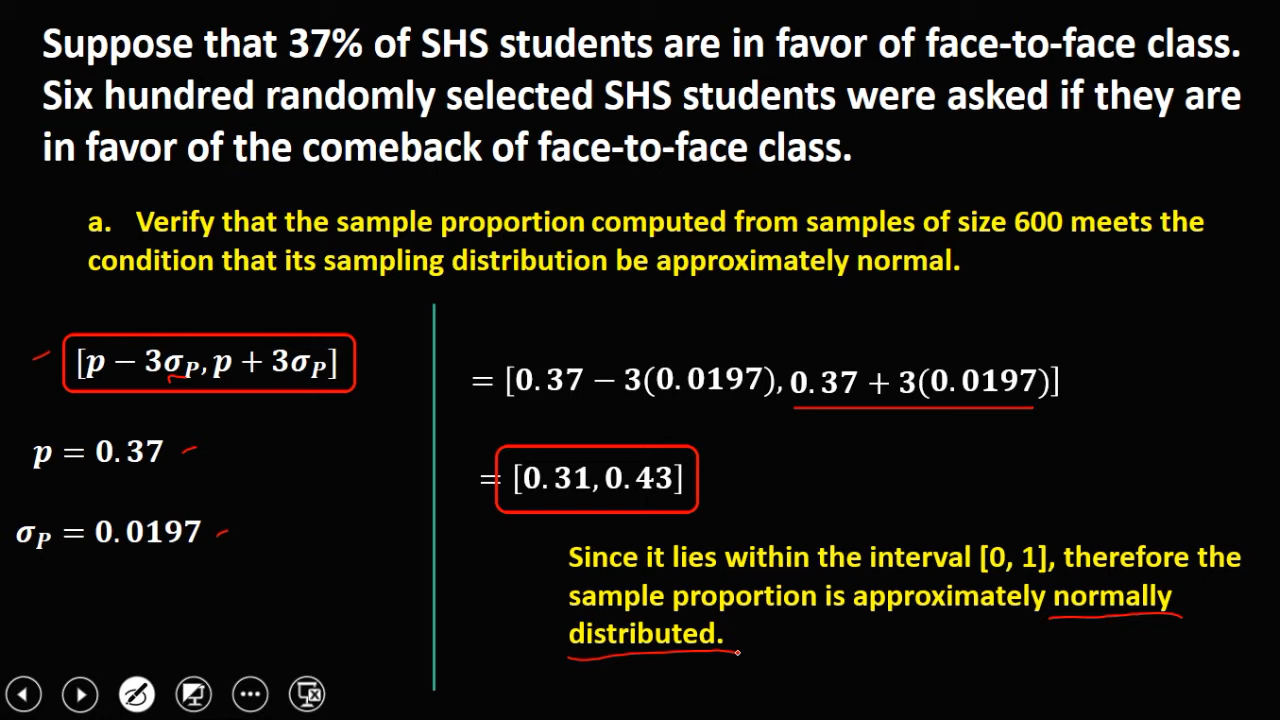 Suppose that 37% of SHS students are in favor of face-to-face class.
Six hundred randomly selected SHS students were asked if they are
in favor of the comeback of face-to-face class.
a. Verify that the sample proportion computed from samples of size 600 meets the
condition that its sampling distribution be approximately normal.
[p − 3σ_P, p + 3σ_P]
p = 0.37
σ_P = 0.0197
= [0.37 − 3(0.0197), 0.37 + 3(0.0197)]
= [0.31, 0.43]
Since it lies within the interval [0, 1], therefore the
sample proportion is approximately normally
distributed.